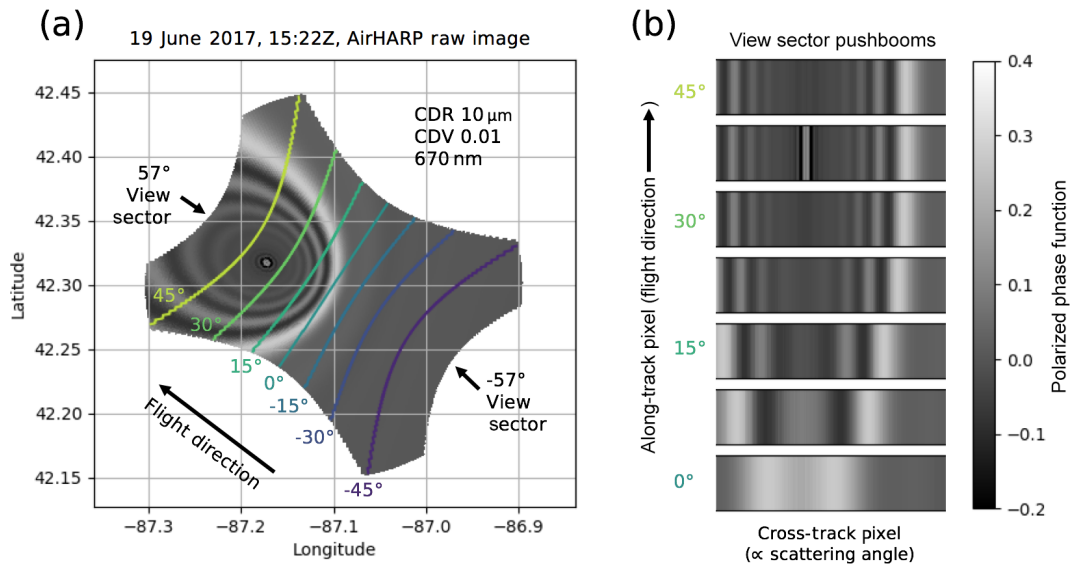 (a)
19 June 2017, 15:22Z, AirHARP raw image
42.45
42.40
42.35
42.30
42.25
42.20
42.15
Latitude
−87.3
−87.2
−87.1
−87.0
−86.9
Longitude
CDR 10 μm
CDV 0.01
670 nm
57°
View
sector
45°
30°
15°
0°
-15°
-30°
-45°
-57°
View
sector
Flight direction
(b)
View sector pushbooms
45°
30°
15°
0°
Along-track pixel (flight direction )
Cross-track pixel
(∝ scattering angle)
0.4
0.3
0.2
0.1
0.0
−0.1
−0.2
Polarized phase function